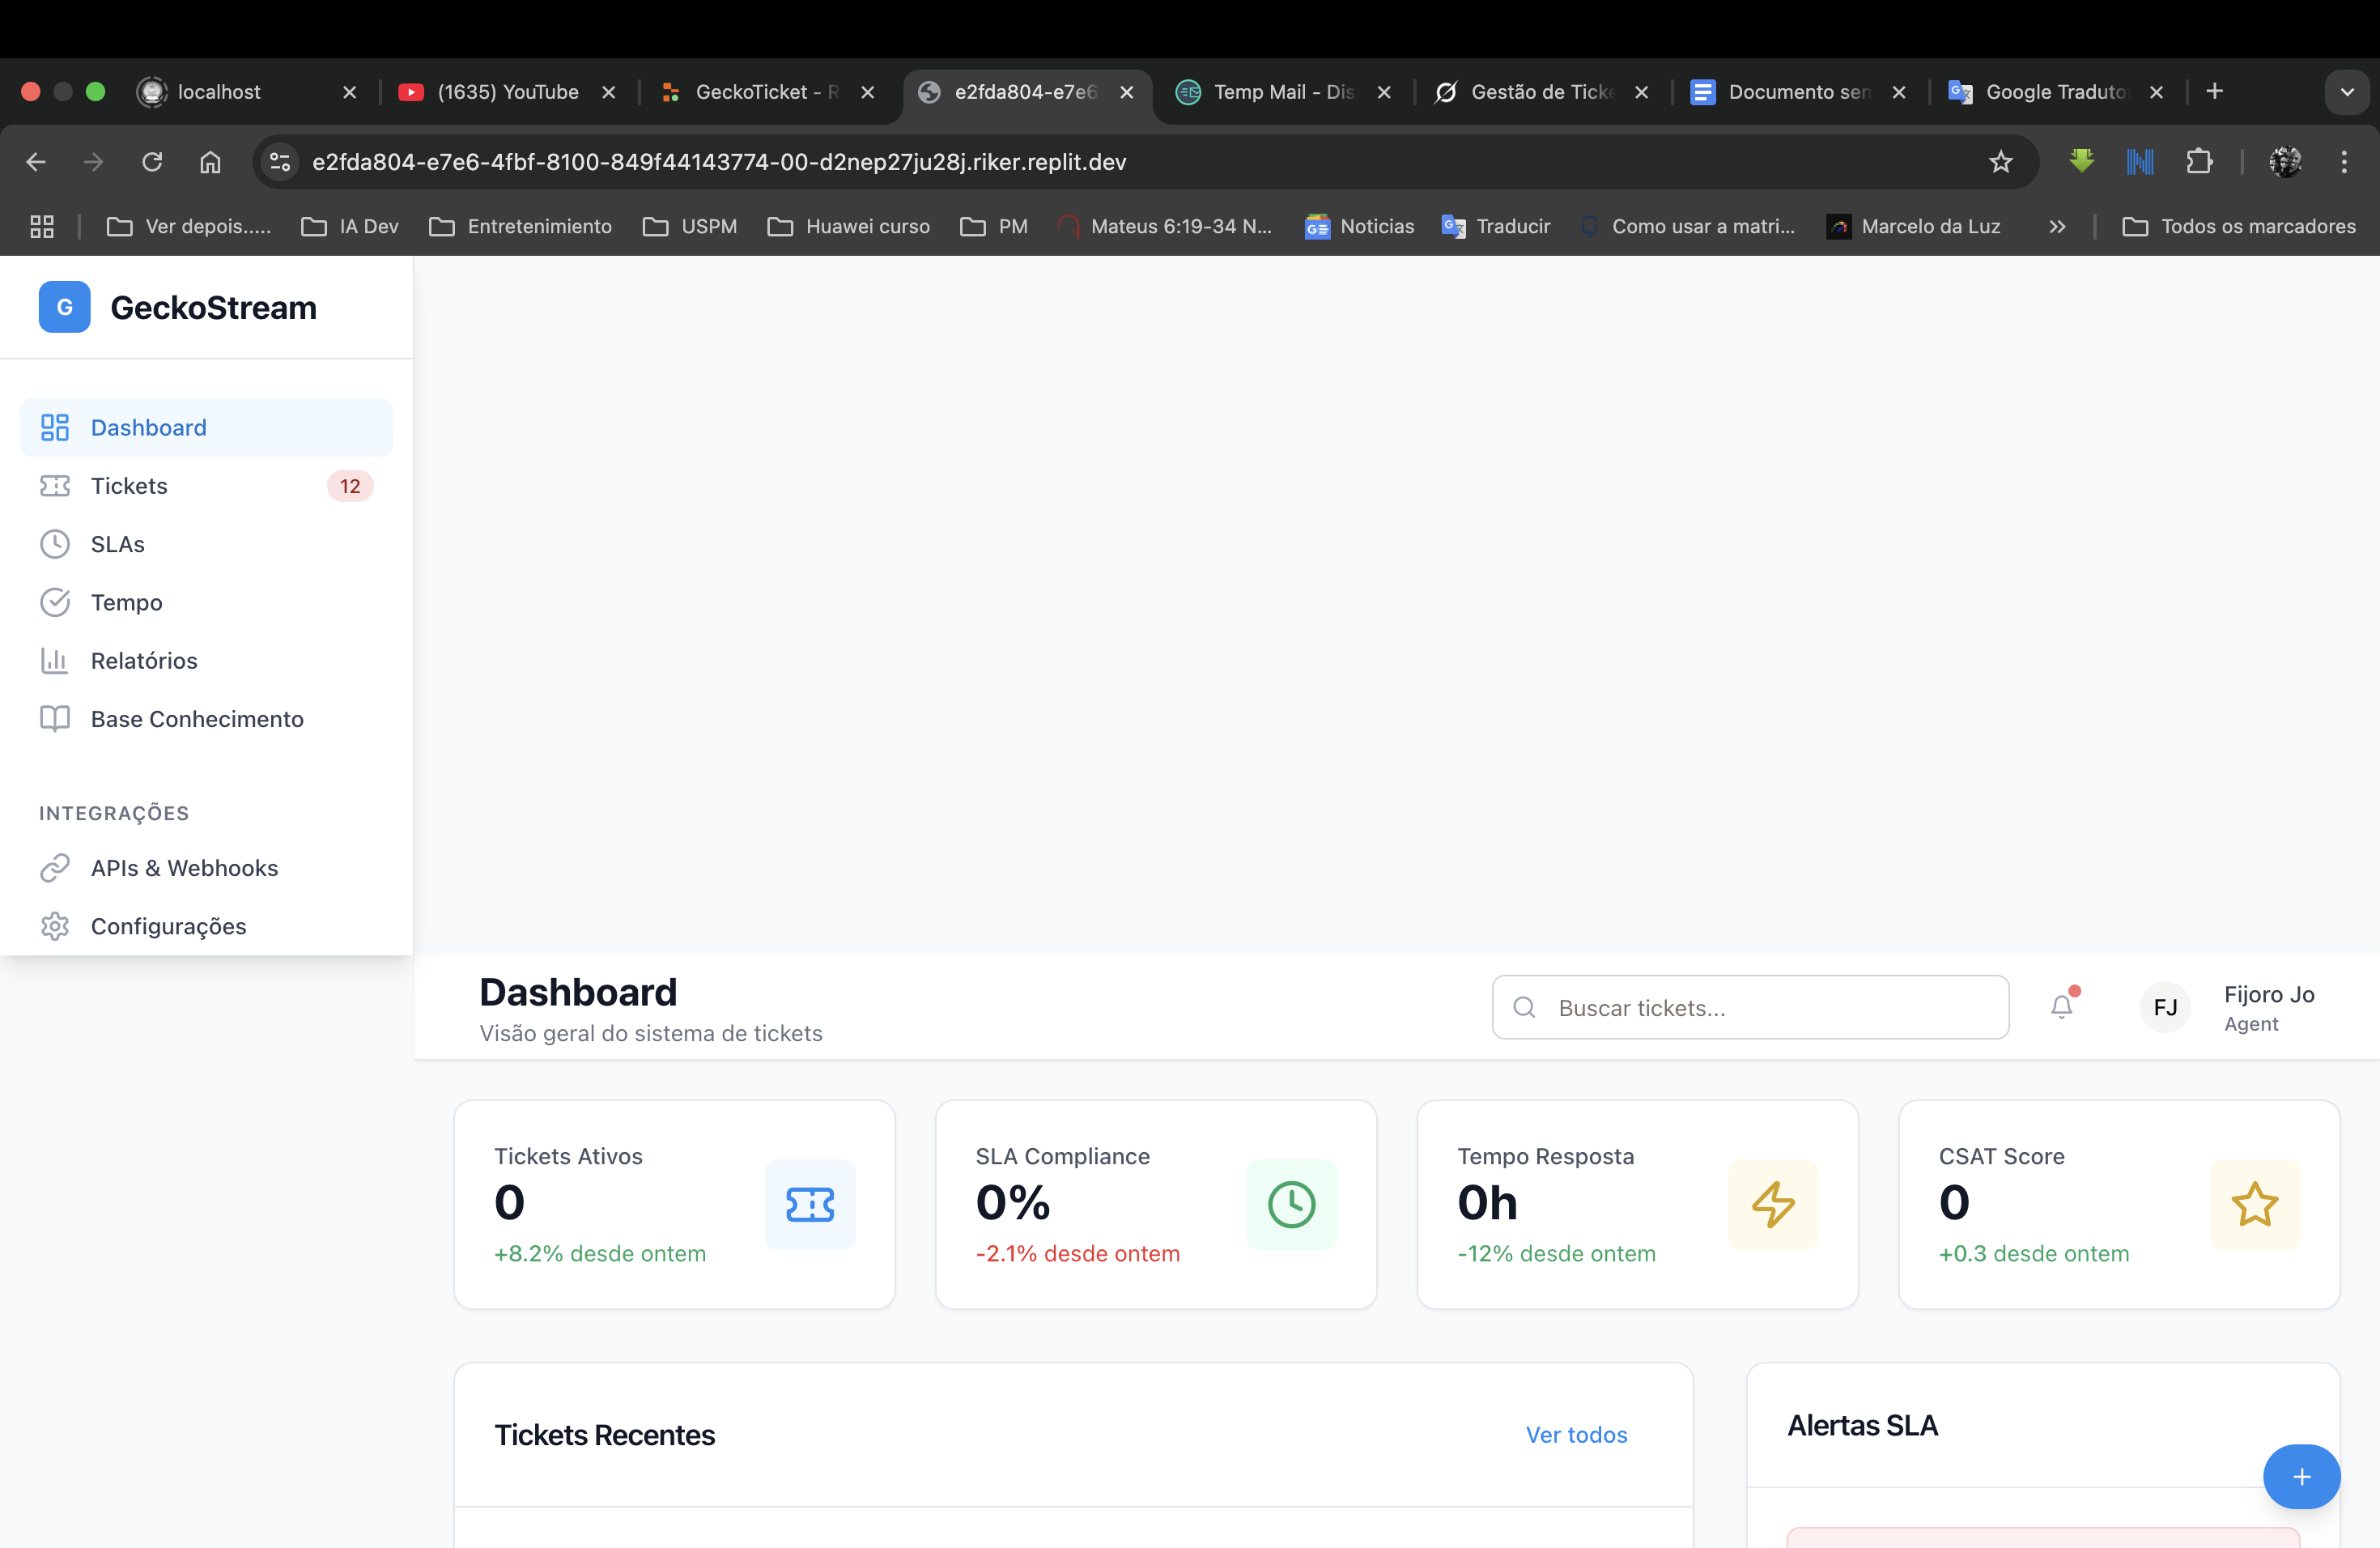 localhost
(1635) YouTube
GeckoTicket - R
e2fda804-e7e6
Temp Mail - Dis
Gestão de Ticke
Documento sem
Google Traduto
e2fda804-e7e6-4fbf-8100-849f44143774-00-d2nep27ju28j.riker.replit.dev
Ver depois.....
IA Dev
Entretenimiento
USPM
Huawei curso
PM
Mateus 6:19-34 N...
Noticias
Traducir
Como usar a matri...
Marcelo da Luz
Todos os marcadores
G
GeckoStream
Dashboard
Tickets
12
SLAs
Tempo
Relatórios
Base Conhecimento
INTEGRAÇÕES
APIs & Webhooks
Configurações
Dashboard
Visão geral do sistema de tickets
Buscar tickets...
FJ
Fijoro Jo
Agent
Tickets Ativos
0
+8.2% desde ontem
SLA Compliance
0%
-2.1% desde ontem
Tempo Resposta
0h
-12% desde ontem
CSAT Score
0
+0.3 desde ontem
Tickets Recentes
Ver todos
Alertas SLA